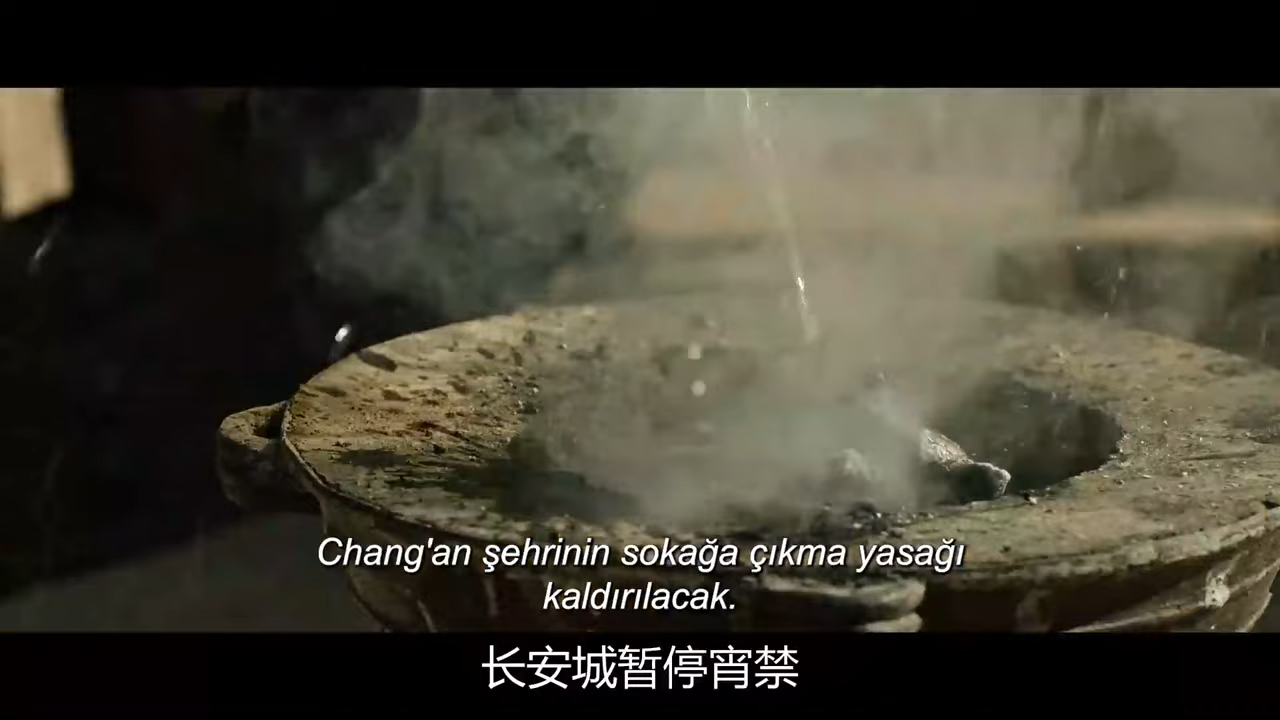 Chang'an şehrinin sokağa çıkma yasağı
kaldırılacak.
长安城暂停宵禁